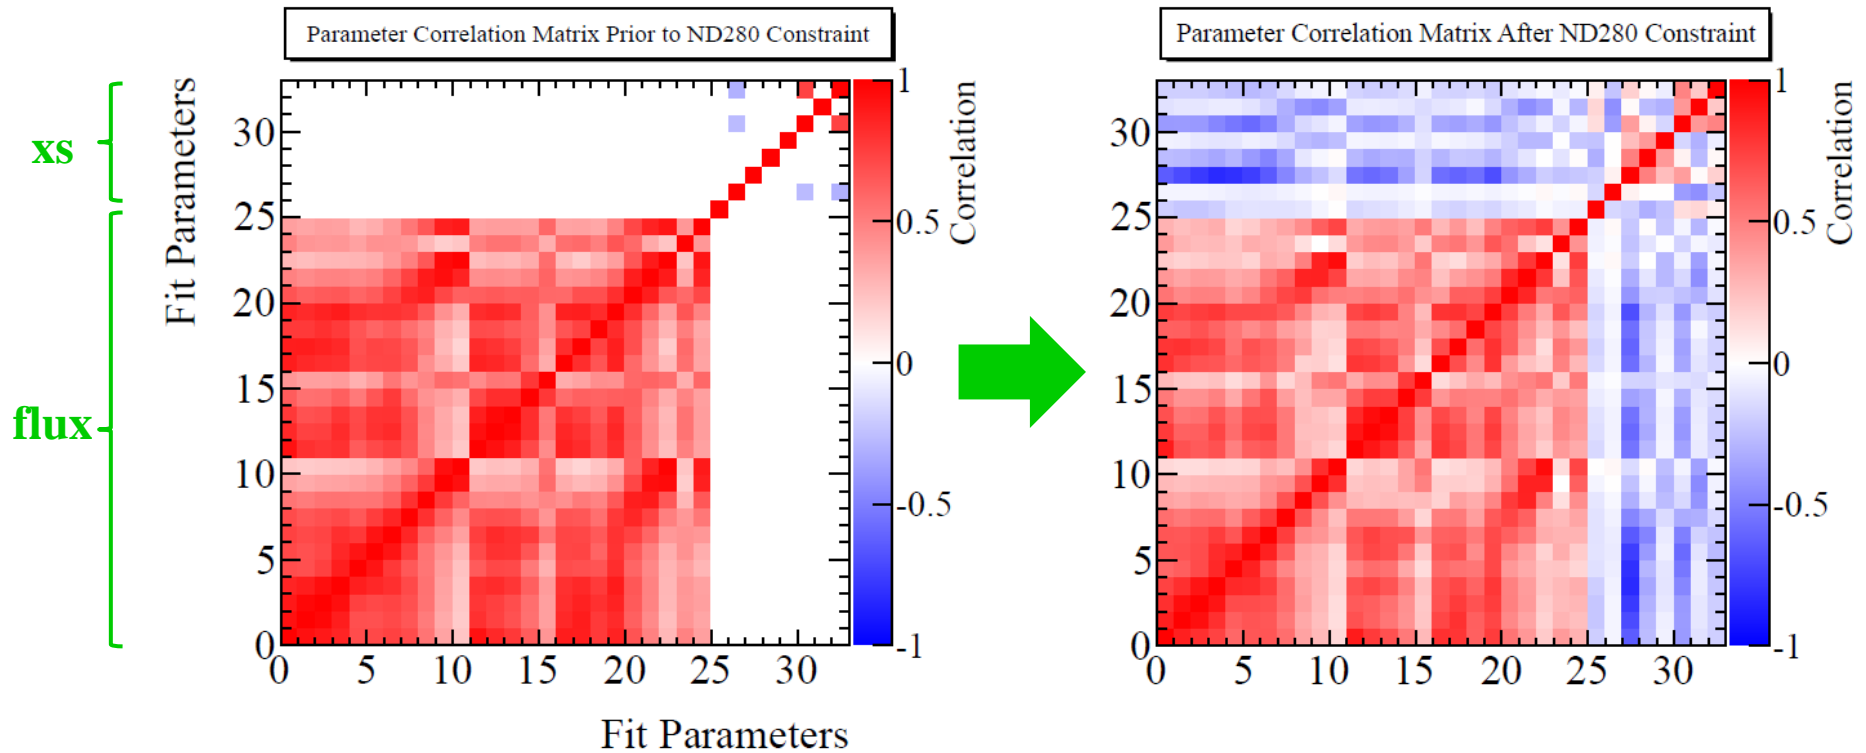 Parameter Correlation Matrix Prior to ND280 Constraint
Parameter Correlation Matrix After ND280 Constraint
xs
flux
Fit Parameters
30
25
20
15
10
5
0
0 5 10 15 20 25 30
1
0.5
0
-0.5
-1
Correlation
30
25
20
15
10
5
0
0 5 10 15 20 25 30
1
0.5
0
-0.5
-1
Correlation
Fit Parameters